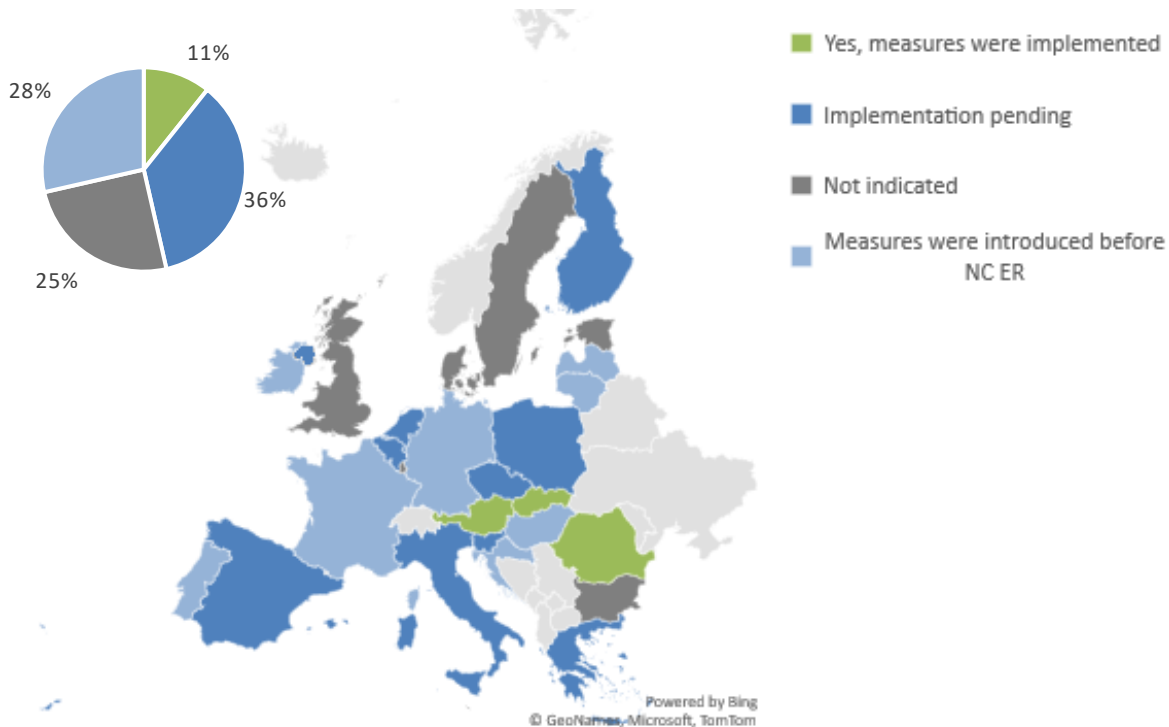 11%
28%
36%
25%
Yes, measures were implemented
Implementation pending
Not indicated
Measures were introduced before
NC ER
Powered by Bing
© GeoNames, Microsoft, TomTom